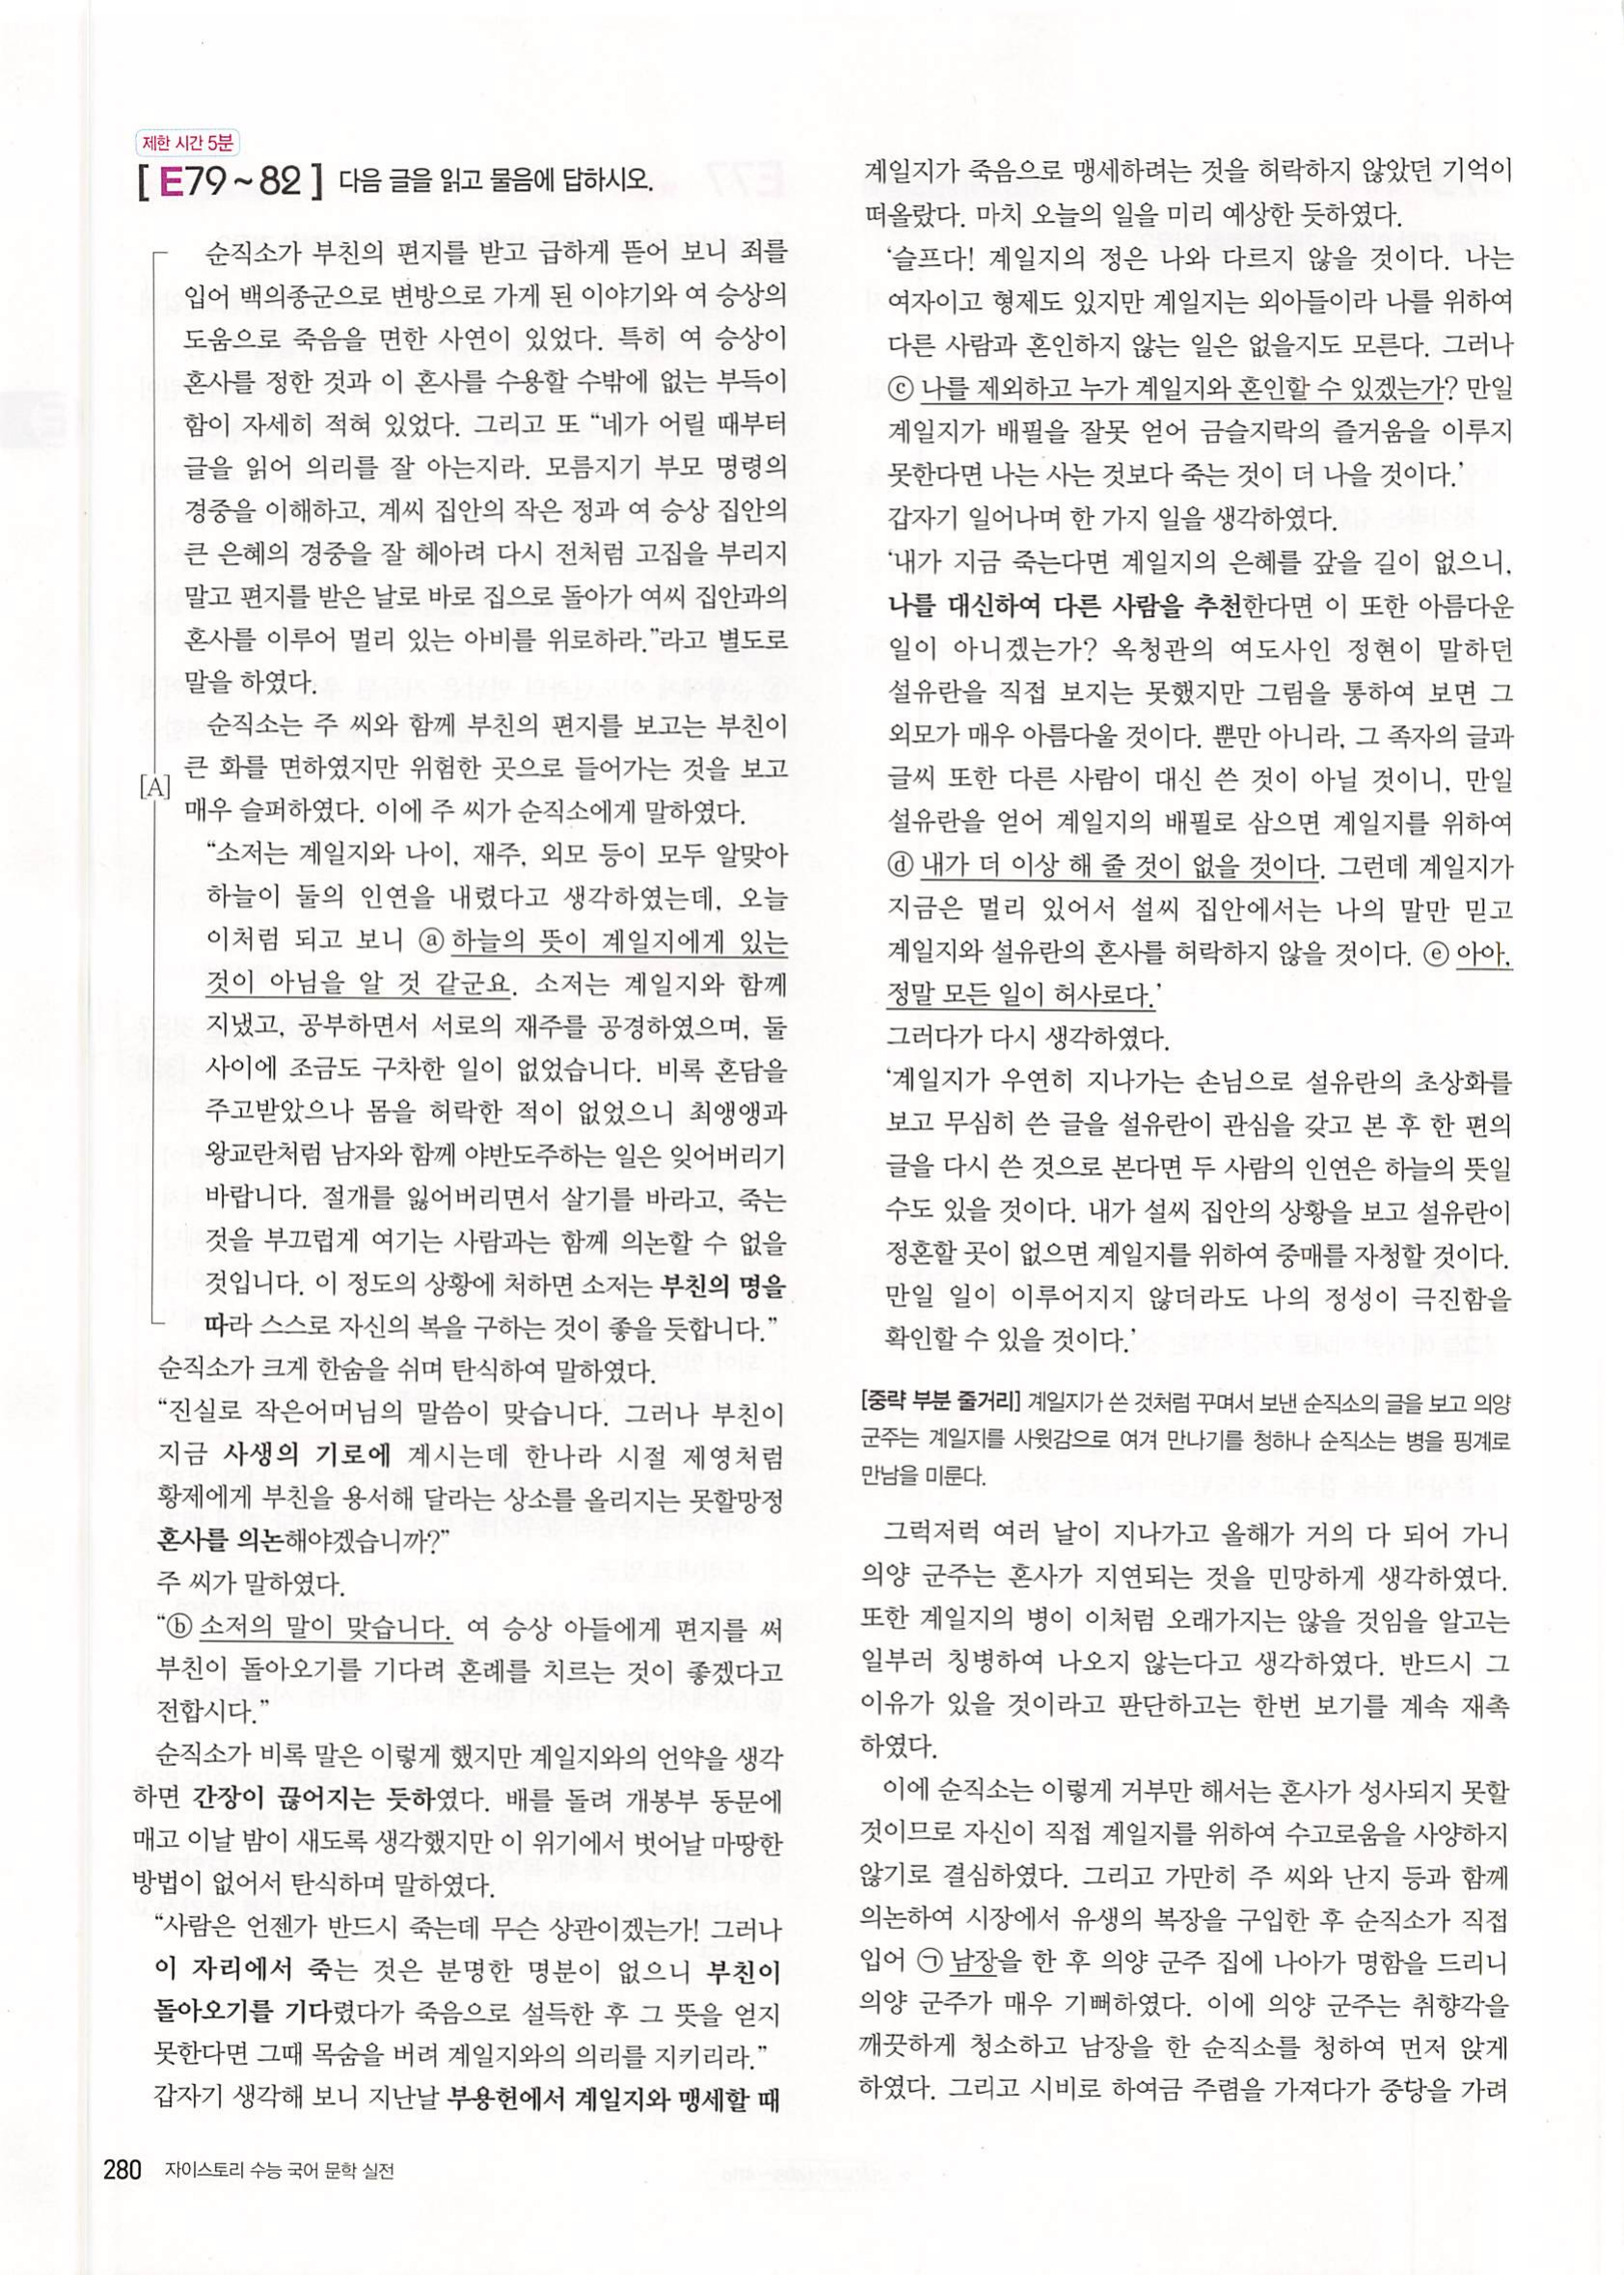 제한 시간 5분
[ E79 ~ 82 ] 다음 글을 읽고 물음에 답하시오.
순직소가 부친의 편지를 받고 급하게 뜯어 보니 죄를
입어 백의종군으로 변방으로 가게 된 이야기와 여 승상의
도움으로 죽음을 면한 사연이 있었다. 특히 여 승상이
혼사를 정한 것과 이 혼사를 수용할 수밖에 없는 부득이
함이 자세히 적혀 있었다. 그리고 또 “네가 어릴 때부터
글을 읽어 의리를 잘 아는지라. 모름지기 부모 명령의
경중을 이해하고, 계씨 집안의 작은 정과 여 승상 집안의
큰 은혜의 경중을 잘 헤아려 다시 전처럼 고집을 부리지
말고 편지를 받은 날로 바로 집으로 돌아가 여씨 집안과의
혼사를 이루어 멀리 있는 아비를 위로하라.”라고 별도로
말을 하였다.
순직소는 주 씨와 함께 부친의 편지를 보고는 부친이
큰 화를 면하였지만 위험한 곳으로 들어가는 것을 보고
[A]
매우 슬퍼하였다. 이에 주 씨가 순직소에게 말하였다.
“소저는 계일지와 나이, 재주, 외모 등이 모두 알맞아
하늘이 둘의 인연을 내렸다고 생각하였는데, 오늘
이처럼 되고 보니 ⓐ 하늘의 뜻이 계일지에게 있는
것이 아님을 알 것 같군요. 소저는 계일지와 함께
지냈고, 공부하면서 서로의 재주를 공경하였으며, 둘
사이에 조금도 구차한 일이 없었습니다. 비록 혼담을
주고받았으나 몸을 허락한 적이 없었으니 최앵앵과
왕교란처럼 남자와 함께 야반도주하는 일은 잊어버리기
바랍니다. 절개를 잃어버리면서 살기를 바라고, 죽는
것을 부끄럽게 여기는 사람과는 함께 의논할 수 없을
것입니다. 이 정도의 상황에 처하면 소저는 부친의 명을
따라 스스로 자신의 복을 구하는 것이 좋을 듯합니다.”
순직소가 크게 한숨을 쉬며 탄식하여 말하였다.
“진실로 작은어머님의 말씀이 맞습니다. 그러나 부친이
지금 사생의 기로에 계시는데 한나라 시절 제영처럼
황제에게 부친을 용서해 달라는 상소를 올리지는 못할망정
혼사를 의논해야겠습니까?”
주 씨가 말하였다.
“ⓑ 소저의 말이 맞습니다. 여 승상 아들에게 편지를 써
부친이 돌아오기를 기다려 혼례를 치르는 것이 좋겠다고
전합시다.”
순직소가 비록 말은 이렇게 했지만 계일지와의 언약을 생각
하면 간장이 끊어지는 듯하였다. 배를 돌려 개봉부 동문에
매고 이날 밤이 새도록 생각했지만 이 위기에서 벗어날 마땅한
방법이 없어서 탄식하며 말하였다.
“사람은 언젠가 반드시 죽는데 무슨 상관이겠는가! 그러나
이 자리에서 죽는 것은 분명한 명분이 없으니 부친이
돌아오기를 기다렸다가 죽음으로 설득한 후 그 뜻을 얻지
못한다면 그때 목숨을 버려 계일지와의 의리를 지키리라.”
갑자기 생각해 보니 지난날 부용헌에서 계일지와 맹세할 때
계일지가 죽음으로 맹세하려는 것을 허락하지 않았던 기억이
떠올랐다. 마치 오늘의 일을 미리 예상한 듯하였다.
‘슬프다! 계일지의 정은 나와 다르지 않을 것이다. 나는
여자이고 형제도 있지만 계일지는 외아들이라 나를 위하여
다른 사람과 혼인하지 않는 일은 없을지도 모른다. 그러나
ⓒ 나를 제외하고 누가 계일지와 혼인할 수 있겠는가? 만일
계일지가 배필을 잘못 얻어 금슬지락의 즐거움을 이루지
못한다면 나는 사는 것보다 죽는 것이 더 나을 것이다.’
갑자기 일어나며 한 가지 일을 생각하였다.
‘내가 지금 죽는다면 계일지의 은혜를 갚을 길이 없으니,
나를 대신하여 다른 사람을 추천한다면 이 또한 아름다운
일이 아니겠는가? 옥청관의 여도사인 정현이 말하던
설유란을 직접 보지는 못했지만 그림을 통하여 보면 그
외모가 매우 아름다울 것이다. 뿐만 아니라, 그 족자의 글과
글씨 또한 다른 사람이 대신 쓴 것이 아닐 것이니, 만일
설유란을 얻어 계일지의 배필로 삼으면 계일지를 위하여
ⓓ 내가 더 이상 해 줄 것이 없을 것이다. 그런데 계일지가
지금은 멀리 있어서 설씨 집안에서는 나의 말만 믿고
계일지와 설유란의 혼사를 허락하지 않을 것이다. ⓔ 아아,
정말 모든 일이 허사로다.’
그러다가 다시 생각하였다.
‘계일지가 우연히 지나가는 손님으로 설유란의 초상화를
보고 무심히 쓴 글을 설유란이 관심을 갖고 본 후 한 편의
글을 다시 쓴 것으로 본다면 두 사람의 인연은 하늘의 뜻일
수도 있을 것이다. 내가 설씨 집안의 상황을 보고 설유란이
정혼할 곳이 없으면 계일지를 위하여 중매를 자청할 것이다.
만일 일이 이루어지지 않더라도 나의 정성이 극진함을
확인할 수 있을 것이다.’
[중략 부분 줄거리] 계일지가 쓴 것처럼 꾸며서 보낸 순직소의 글을 보고 의양
군주는 계일지를 사윗감으로 여겨 만나기를 청하나 순직소는 병을 핑계로
만남을 미룬다.
그럭저럭 여러 날이 지나가고 올해가 거의 다 되어 가니
의양 군주는 혼사가 지연되는 것을 민망하게 생각하였다.
또한 계일지의 병이 이처럼 오래가지는 않을 것임을 알고는
일부러 칭병하여 나오지 않는다고 생각하였다. 반드시 그
이유가 있을 것이라고 판단하고는 한번 보기를 계속 재촉
하였다.
이에 순직소는 이렇게 거부만 해서는 혼사가 성사되지 못할
것이므로 자신이 직접 계일지를 위하여 수고로움을 사양하지
않기로 결심하였다. 그리고 가만히 주 씨와 난지 등과 함께
의논하여 시장에서 유생의 복장을 구입한 후 순직소가 직접
입어 ㉠ 남장을 한 후 의양 군주 집에 나아가 명함을 드리니
의양 군주가 매우 기뻐하였다. 이에 의양 군주는 취향각을
깨끗하게 청소하고 남장을 한 순직소를 청하여 먼저 앉게
하였다. 그리고 시비로 하여금 주렴을 가져다가 중당을 가려
280 자이스토리 수능 국어 문학 실전